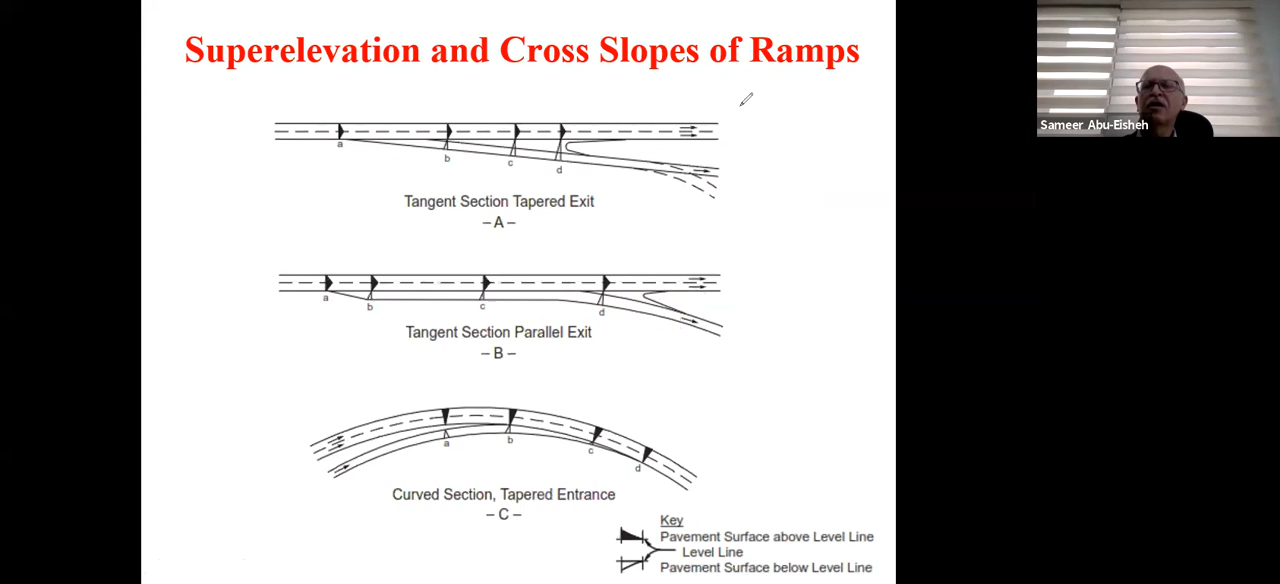 Superelevation and Cross Slopes of Ramps
Sameer Abu-Eisheh
a
b
c
d
Tangent Section Tapered Exit
– A –
a
b
c
d
Tangent Section Parallel Exit
– B –
a
b
c
d
Curved Section, Tapered Entrance
– C –
Key
Pavement Surface above Level Line
Level Line
Pavement Surface below Level Line